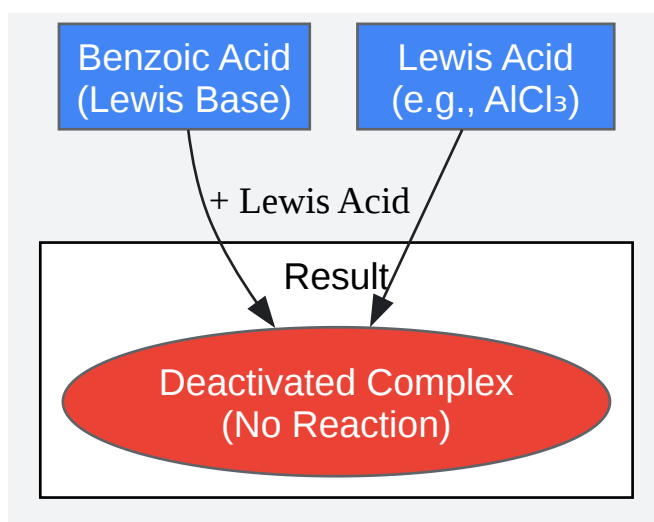 Benzoic Acid
(Lewis Base)
Lewis Acid
(e.g., AlCl₃)
+ Lewis Acid
Result
Deactivated Complex
(No Reaction)